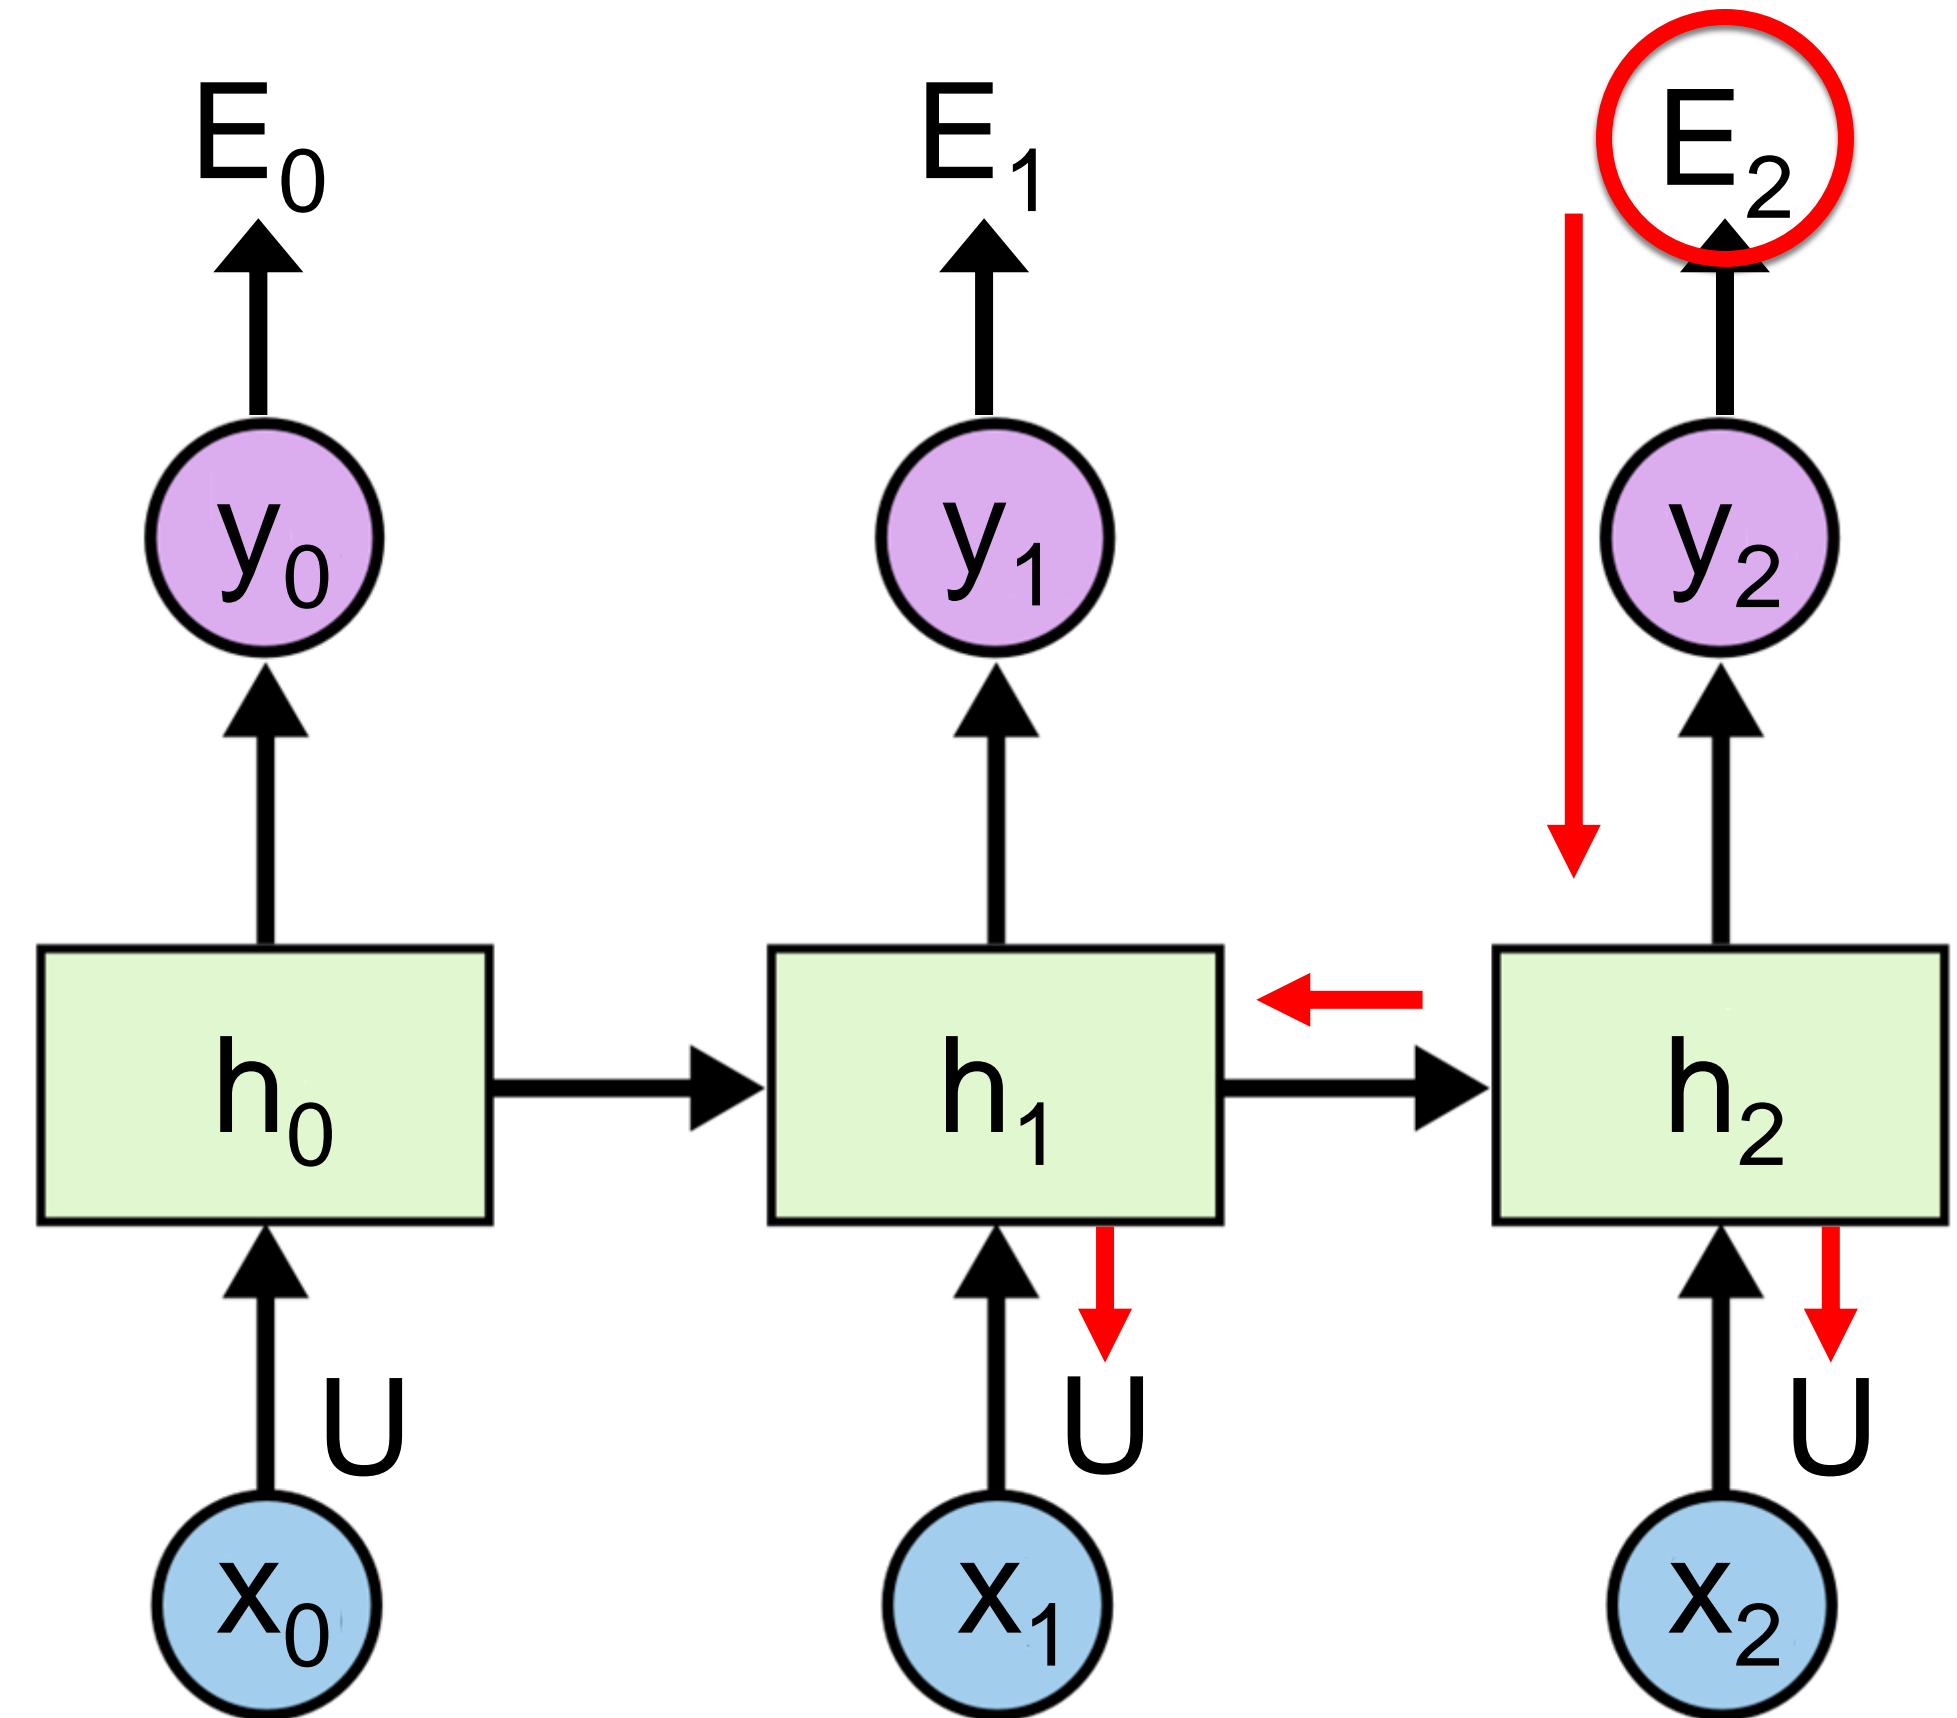 E₀ E₁ E₂
y₀ y₁ y₂
h₀ h₁ h₂
U U U
x₀ x₁ x₂